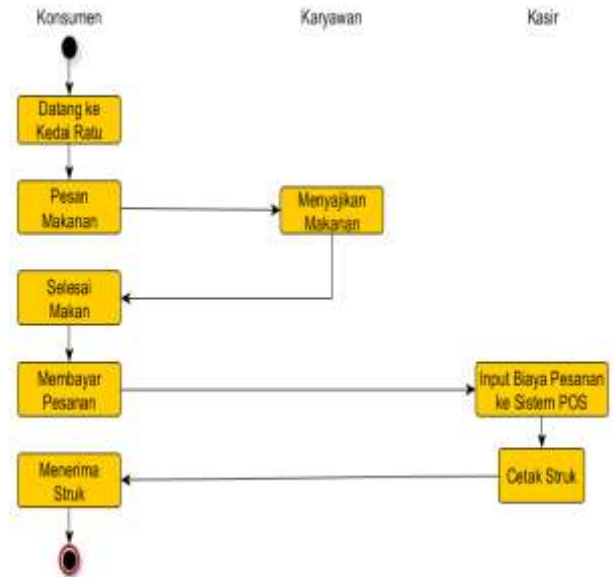 Konsumen
Karyawan
Kasir
Datang ke
Kedai Ratu
Pesan
Makanan
Menyajikan
Makanan
Selesai
Makan
Membayar
Pesanan
Input Biaya Pesanan
ke Sistem POS
Cetak Struk
Menerima
Struk